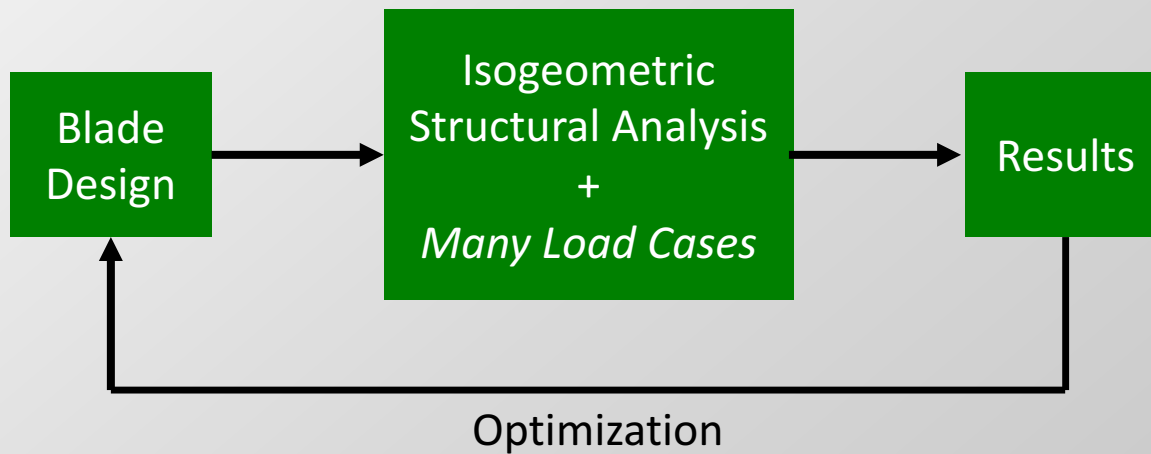 Blade
Design
Isogeometric
Structural Analysis
+
Many Load Cases
Results
Optimization